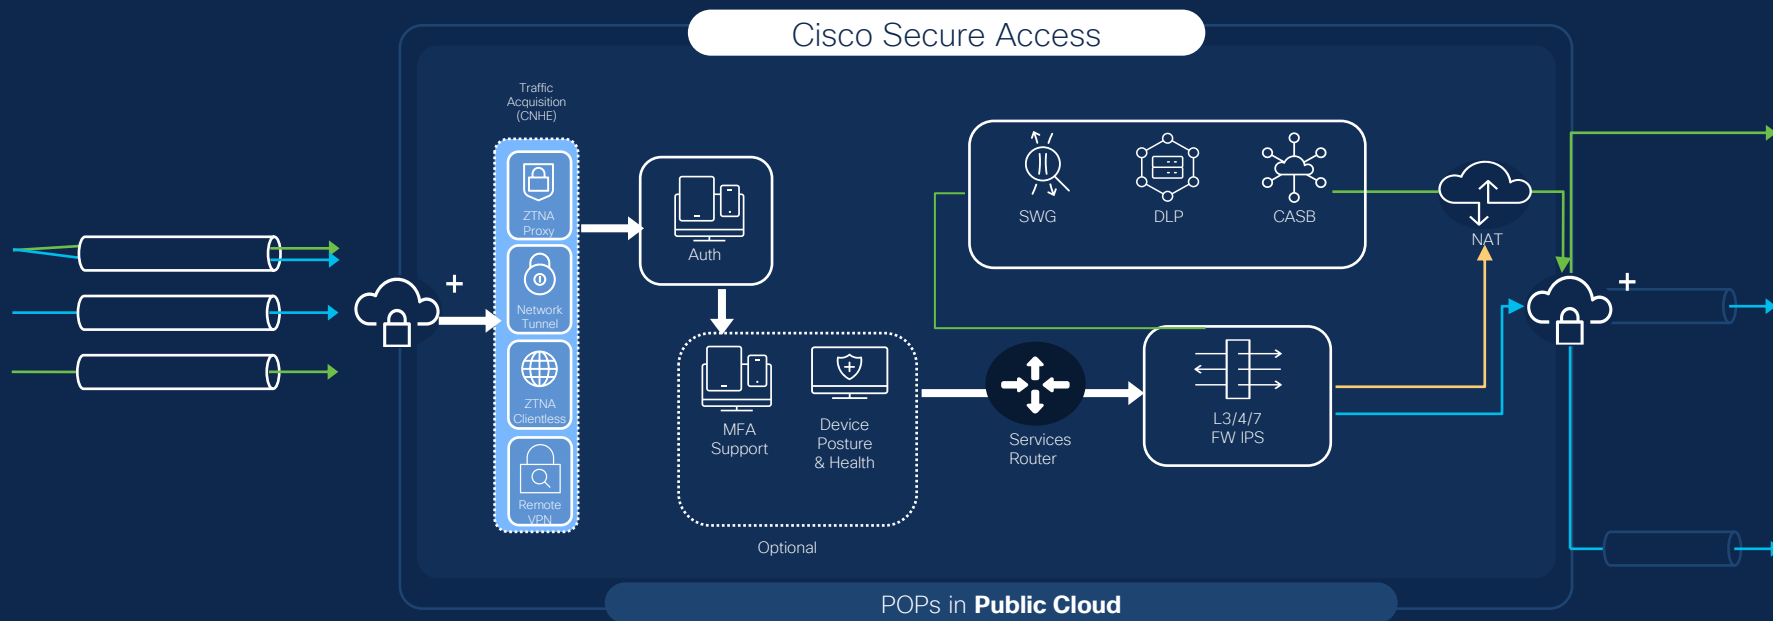 Cisco Secure Access
Traffic
Acquisition
(CNHE)
ZTNA
Proxy
Network
Tunnel
ZTNA
Clientless
Remote
VPN
+
Auth
MFA
Support
Device
Posture
& Health
Optional
Services
Router
SWG
DLP
CASB
L3/4/7
FW IPS
NAT
+
POPs in Public Cloud